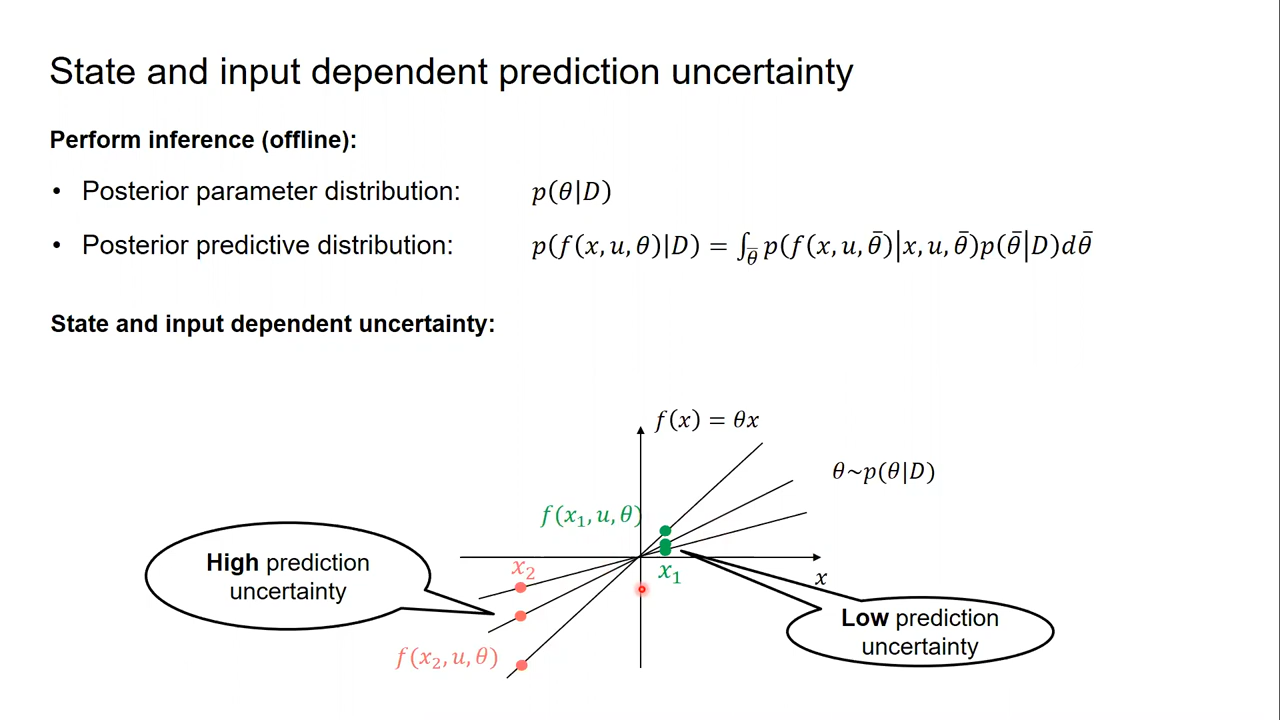 State and input dependent prediction uncertainty
Perform inference (offline):
• Posterior parameter distribution: p(θ|D)
• Posterior predictive distribution: p(f(x, u, θ)|D) = ∫_θ̄ p(f(x, u, θ̄)|x, u, θ̄)p(θ̄|D)dθ̄
State and input dependent uncertainty:
f(x) = θx
θ~p(θ|D)
f(x₁, u, θ)
High prediction
uncertainty
x₂
x₁
x
Low prediction
uncertainty
f(x₂, u, θ)